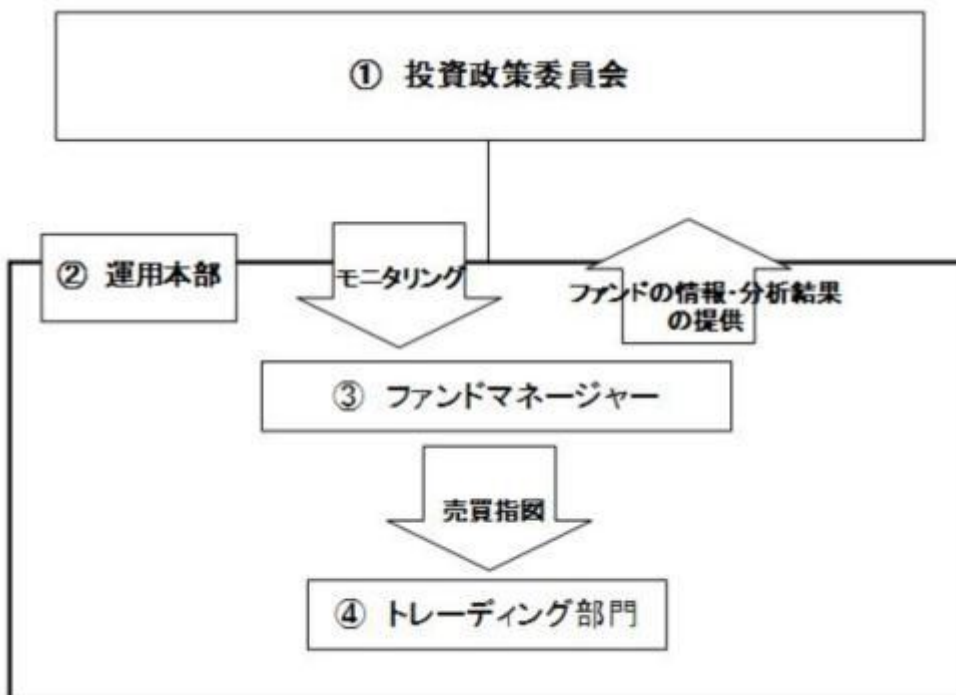 ① 投資政策委員会
② 運用本部
モニタリング
ファンドの情報・分析結果
の提供
③ ファンドマネージャー
売買指図
④ トレーディング部門